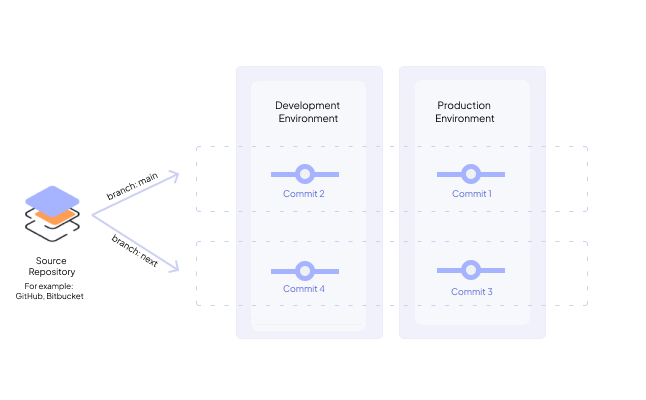 Development
Environment
Production
Environment
branch: main
Commit 2
Commit 1
branch: next
Source
Repository
For example:
GitHub, Bitbucket
Commit 4
Commit 3